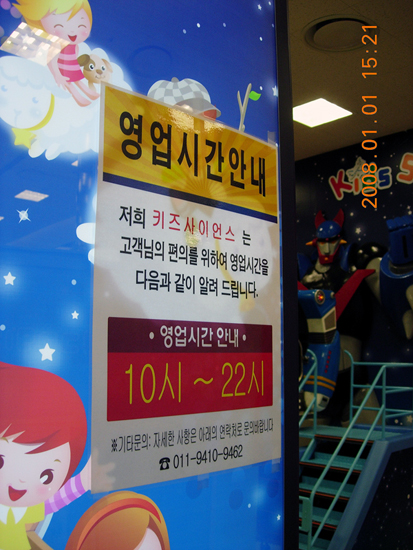 영업시간안내
저희 키즈사이언스 는
고객님의 편의를 위하여 영업시간을
다음과 같이 알려 드립니다.
• 영업시간 안내 •
10시 ~ 22시
※기타문의: 자세한 사항은 아래의 연락처로 문의바랍니다
☎ 011-9410-9462
Kids S
2008.01.01 15:21